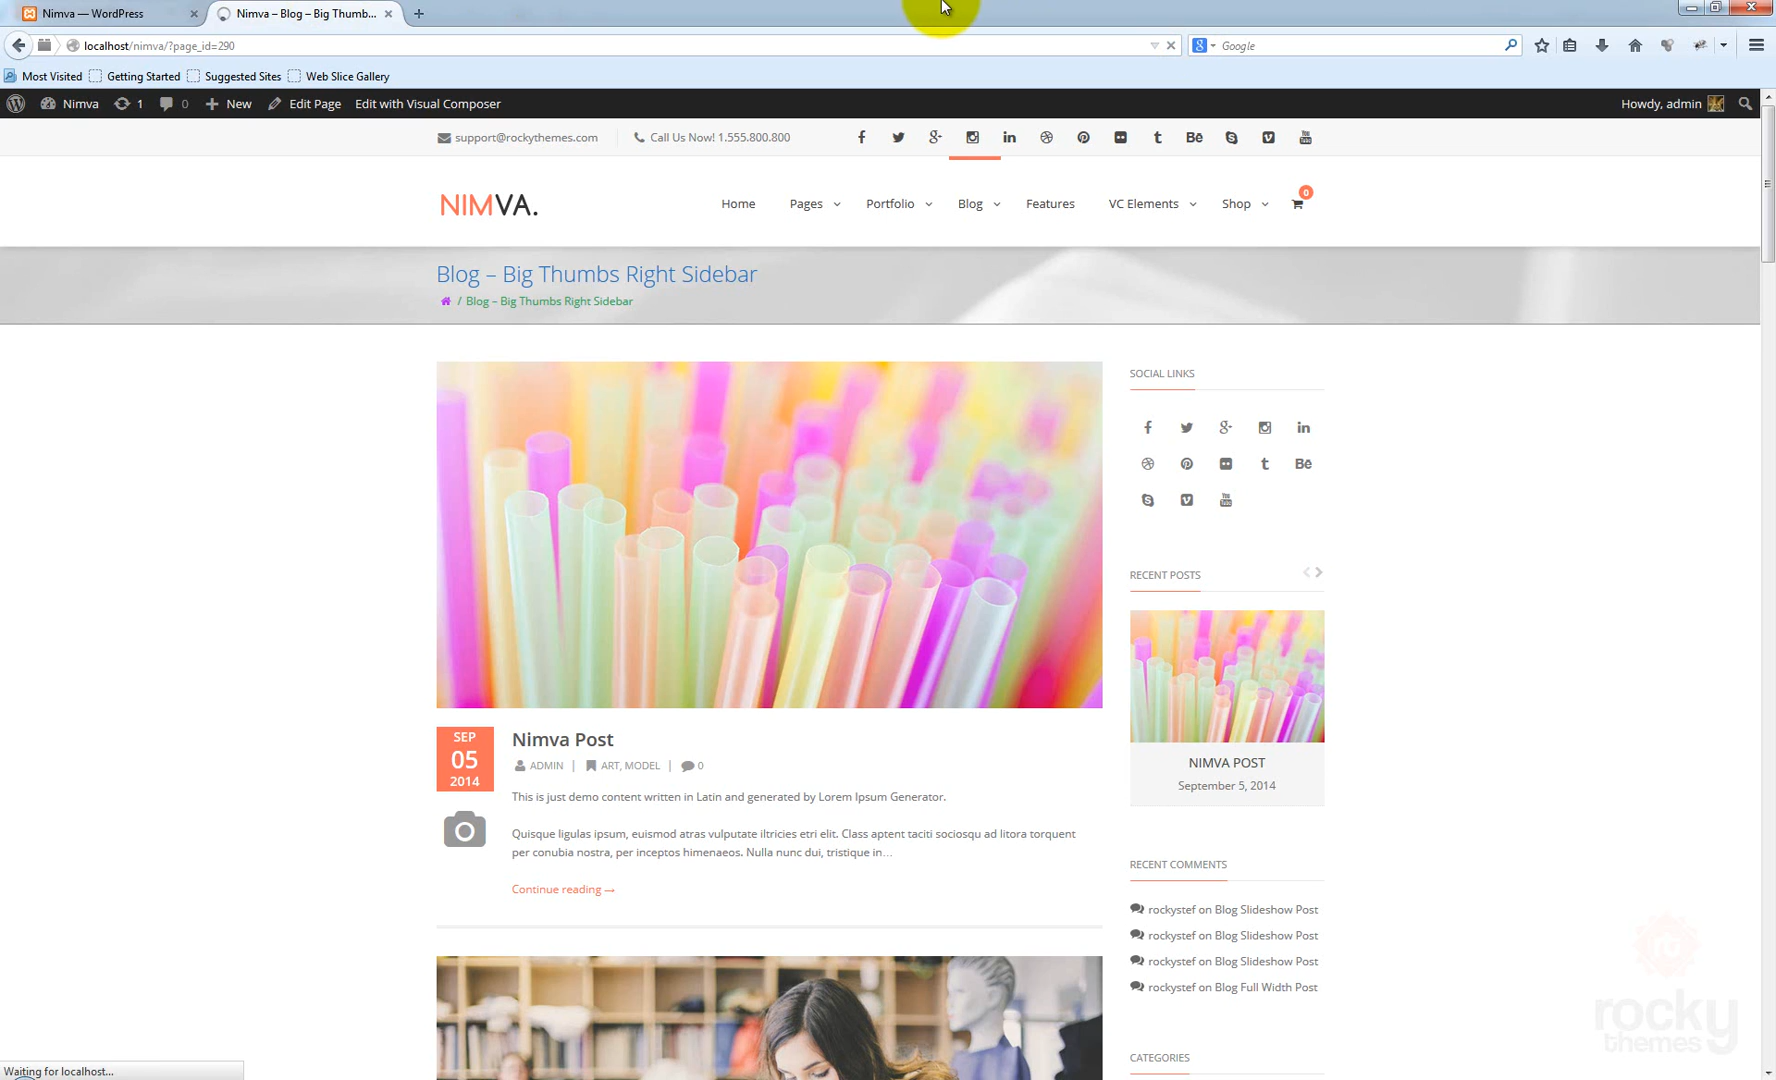 Nimva — WordPress
Nimva – Blog – Big Thumb...
localhost/nimva/?page_id=290
Google
Most Visited Getting Started Suggested Sites Web Slice Gallery
Nimva 1 0 New Edit Page Edit with Visual Composer Howdy, admin
support@rockythemes.com Call Us Now! 1.555.800.800
NIMVA.
Home Pages Portfolio Blog Features VC Elements Shop 0
Blog – Big Thumbs Right Sidebar
/ Blog – Big Thumbs Right Sidebar
SOCIAL LINKS
RECENT POSTS
NIMVA POST
September 5, 2014
SEP
05
2014
Nimva Post
ADMIN | ART, MODEL | 0
This is just demo content written in Latin and generated by Lorem Ipsum Generator.
Quisque ligulas ipsum, euismod atras vulputate iltricies etri elit. Class aptent taciti sociosqu ad litora torquent
per conubia nostra, per inceptos himenaeos. Nulla nunc dui, tristique in…
Continue reading →
RECENT COMMENTS
rockystef on Blog Slideshow Post
rockystef on Blog Slideshow Post
rockystef on Blog Slideshow Post
rockystef on Blog Full Width Post
CATEGORIES
rocky
themes
Waiting for localhost...